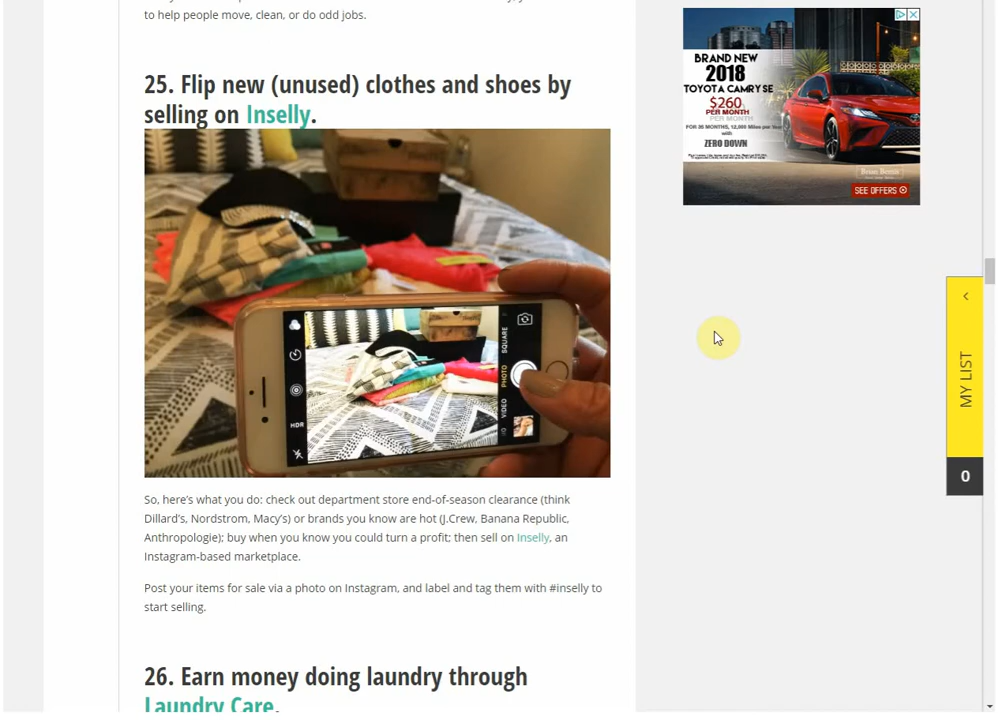 to help people move, clean, or do odd jobs.
25. Flip new (unused) clothes and shoes by
selling on Inselly.
HDR
VIDEO
PHOTO
SQUARE
So, here's what you do: check out department store end-of-season clearance (think
Dillard's, Nordstrom, Macy's) or brands you know are hot (J.Crew, Banana Republic,
Anthropologie); buy when you know you could turn a profit; then sell on Inselly, an
Instagram-based marketplace.
Post your items for sale via a photo on Instagram, and label and tag them with #inselly to
start selling.
26. Earn money doing laundry through
Laundry Care.
BRAND NEW
2018
TOYOTA CAMRY SE
$260
PER MONTH
PER MONTH
FOR 36 MONTHS, 12,000 Miles per Year
with
ZERO DOWN
SEE OFFERS
MY LIST
0